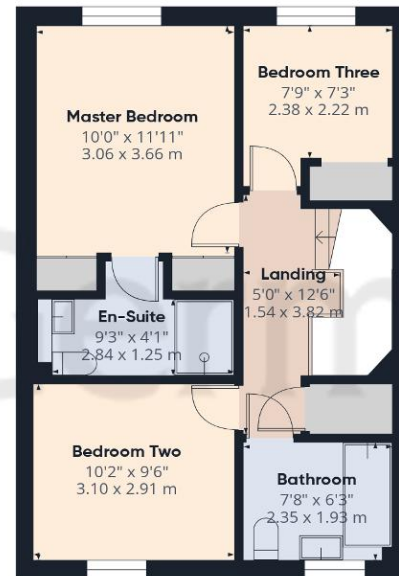 Master Bedroom
10'0" x 11'11"
3.06 x 3.66 m
Bedroom Three
7'9" x 7'3"
2.38 x 2.22 m
Landing
5'0" x 12'6"
1.54 x 3.82 m
En-Suite
9'3" x 4'1"
2.84 x 1.25 m
Bedroom Two
10'2" x 9'6"
3.10 x 2.91 m
Bathroom
7'8" x 6'3"
2.35 x 1.93 m